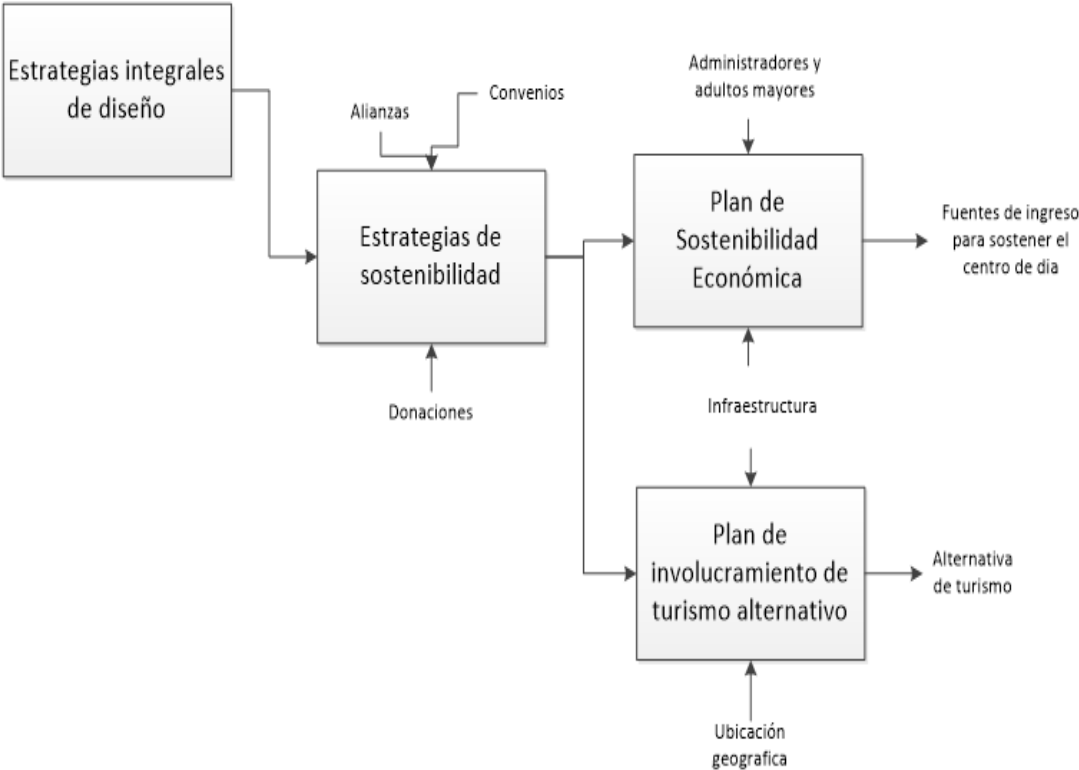 Estrategias integrales
de diseño
Alianzas
Convenios
Estrategias de
sostenibilidad
Donaciones
Administradores y
adultos mayores
Plan de
Sostenibilidad
Económica
Fuentes de ingreso
para sostener el
centro de dia
Infraestructura
Plan de
involucramiento de
turismo alternativo
Alternativa
de turismo
Ubicación
geografica